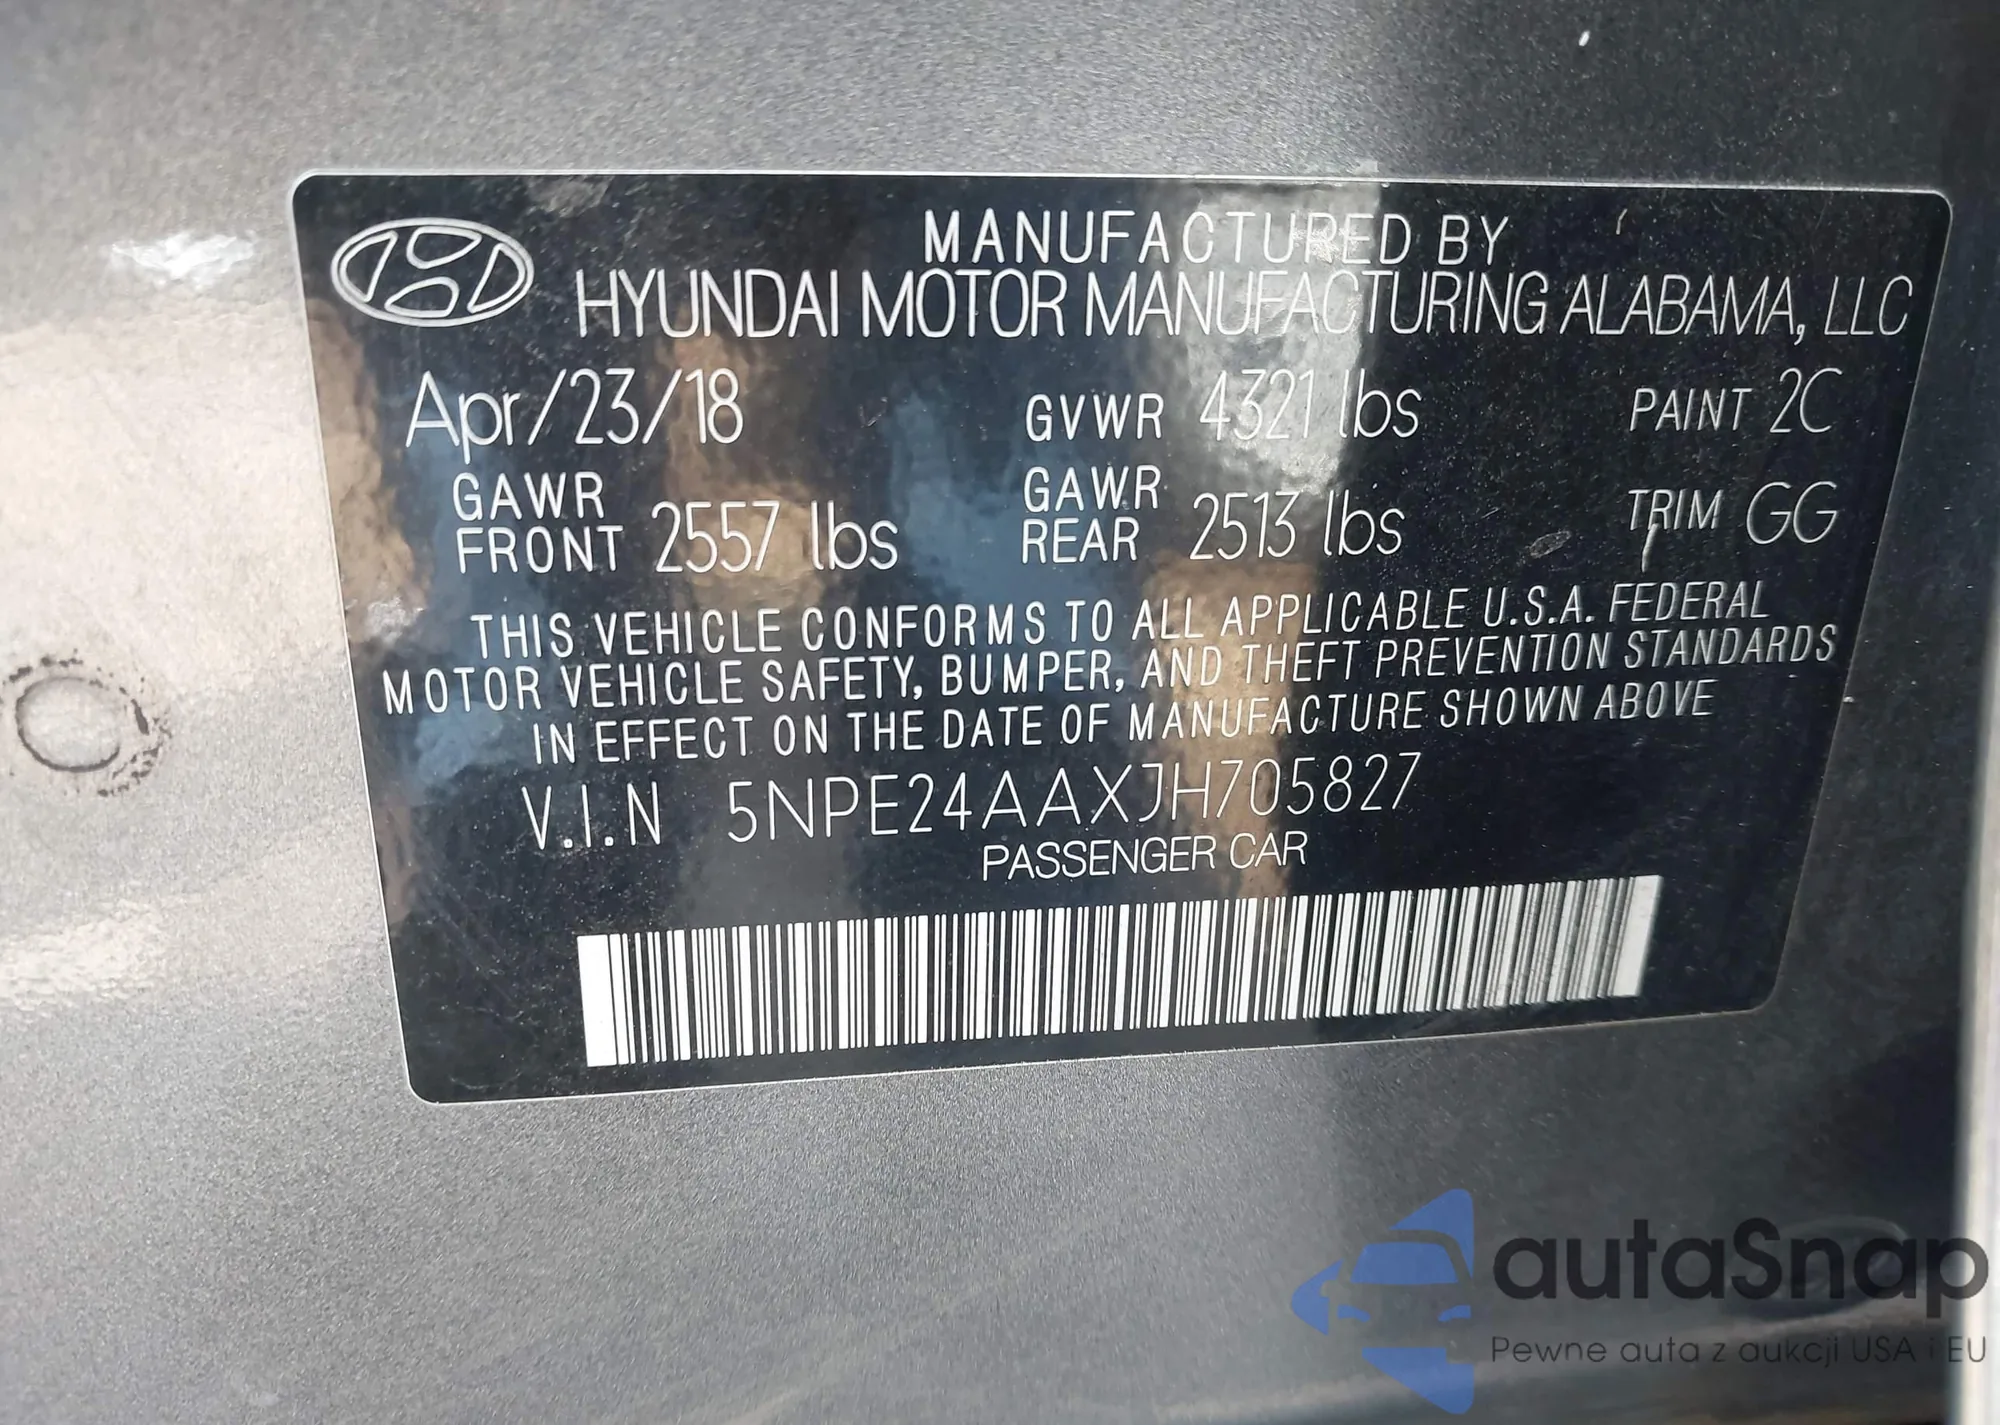 MANUFACTURED BY
HYUNDAI MOTOR MANUFACTURING ALABAMA, LLC
Apr/23/18 GVWR 4321 lbs PAINT 2C
GAWR FRONT 2557 lbs GAWR REAR 2513 lbs TRIM GG
THIS VEHICLE CONFORMS TO ALL APPLICABLE U.S.A. FEDERAL
MOTOR VEHICLE SAFETY, BUMPER, AND THEFT PREVENTION STANDARDS
IN EFFECT ON THE DATE OF MANUFACTURE SHOWN ABOVE
V.I.N 5NPE24AAXJH705827
PASSENGER CAR
autaSnap
Pewne auta z aukcji USA i EU